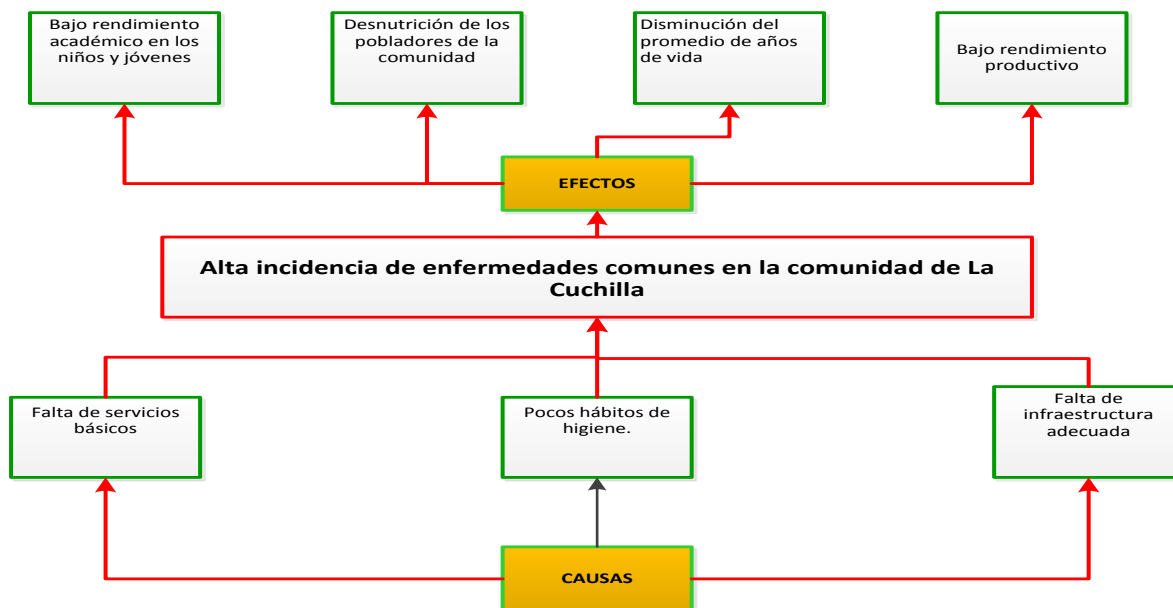 Bajo rendimiento
académico en los
niños y jóvenes
Desnutrición de los
pobladores de la
comunidad
Disminución del
promedio de años
de vida
Bajo rendimiento
productivo
EFECTOS
Alta incidencia de enfermedades comunes en la comunidad de La
Cuchilla
Falta de servicios
básicos
Pocos hábitos de
higiene.
Falta de
infraestructura
adecuada
CAUSAS